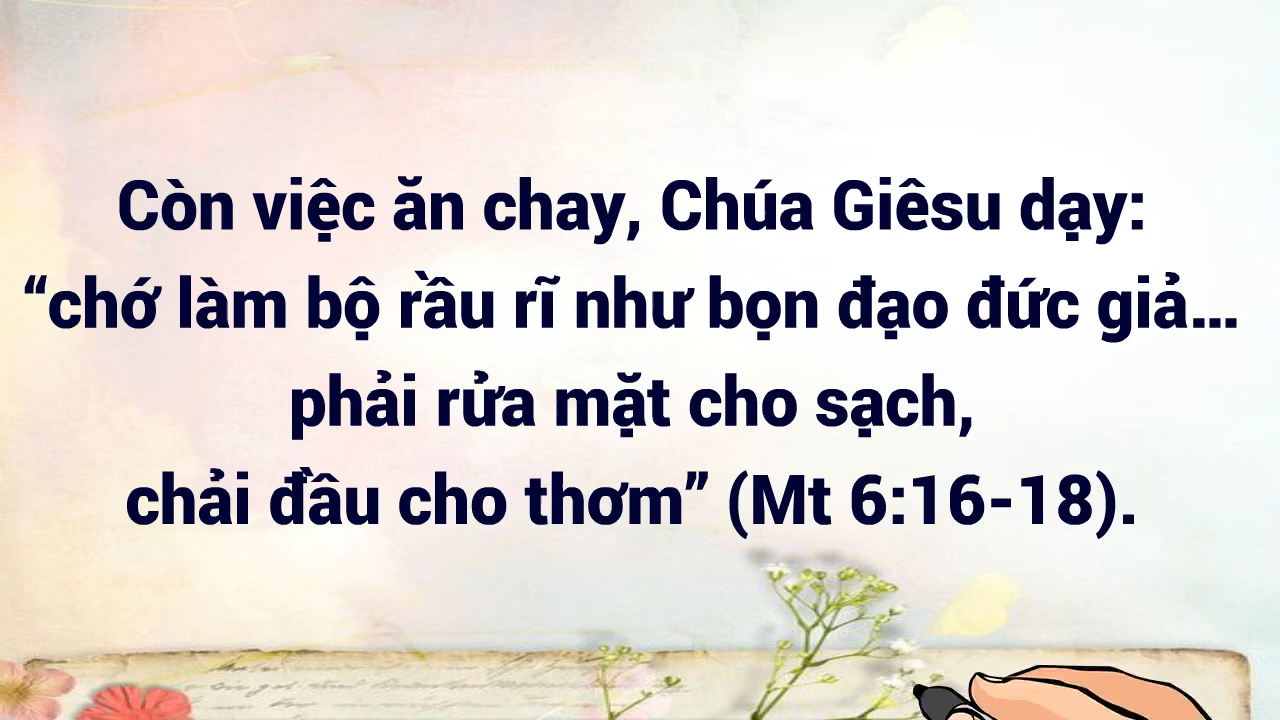 Còn việc ăn chay, Chúa Giêsu dạy:
“chớ làm bộ rầu rĩ như bọn đạo đức giả...
phải rửa mặt cho sạch,
chải đầu cho thơm” (Mt 6:16-18).